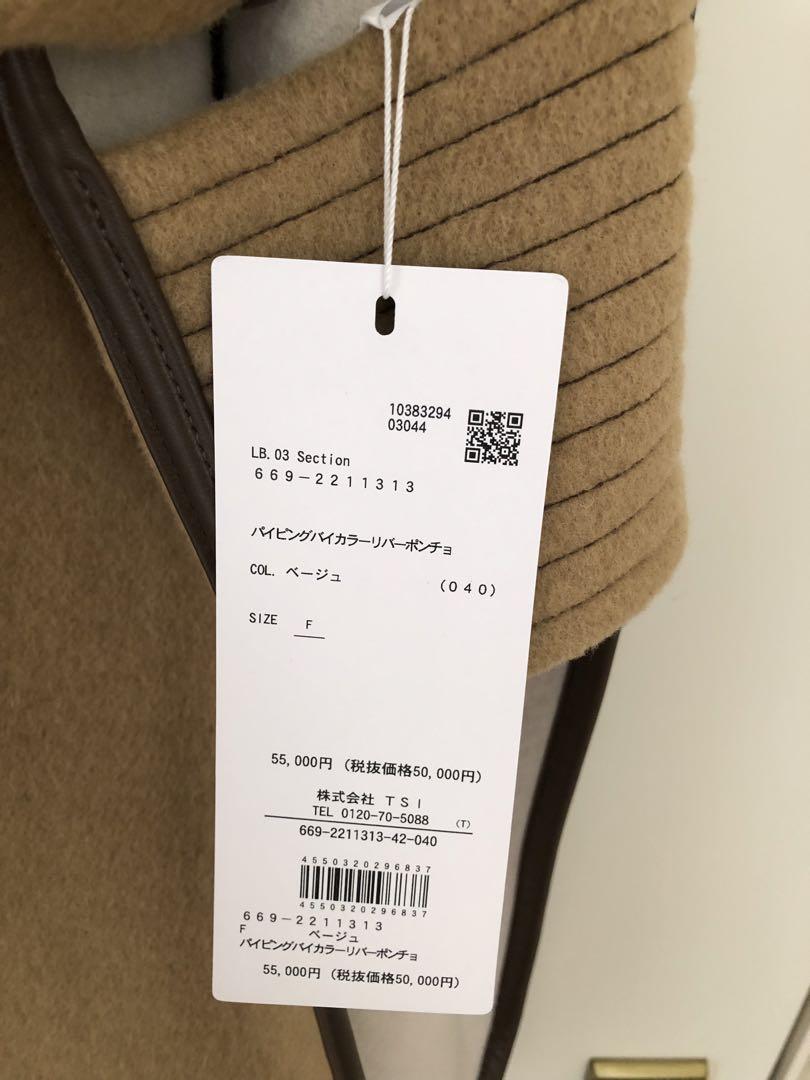 10383294
03044
LB.03 Section
669-2211313
パイピングバイカラーリバーポンチョ
COL. ベージュ (040)
SIZE F
55,000円 (税抜価格50,000円)
株式会社 TSI
TEL 0120-70-5088 (T)
669-2211313-42-040
4550320296837
4550320296837
669-2211313
F ベージュ
パイピングバイカラーリバーポンチョ
55,000円 (税抜価格50,000円)